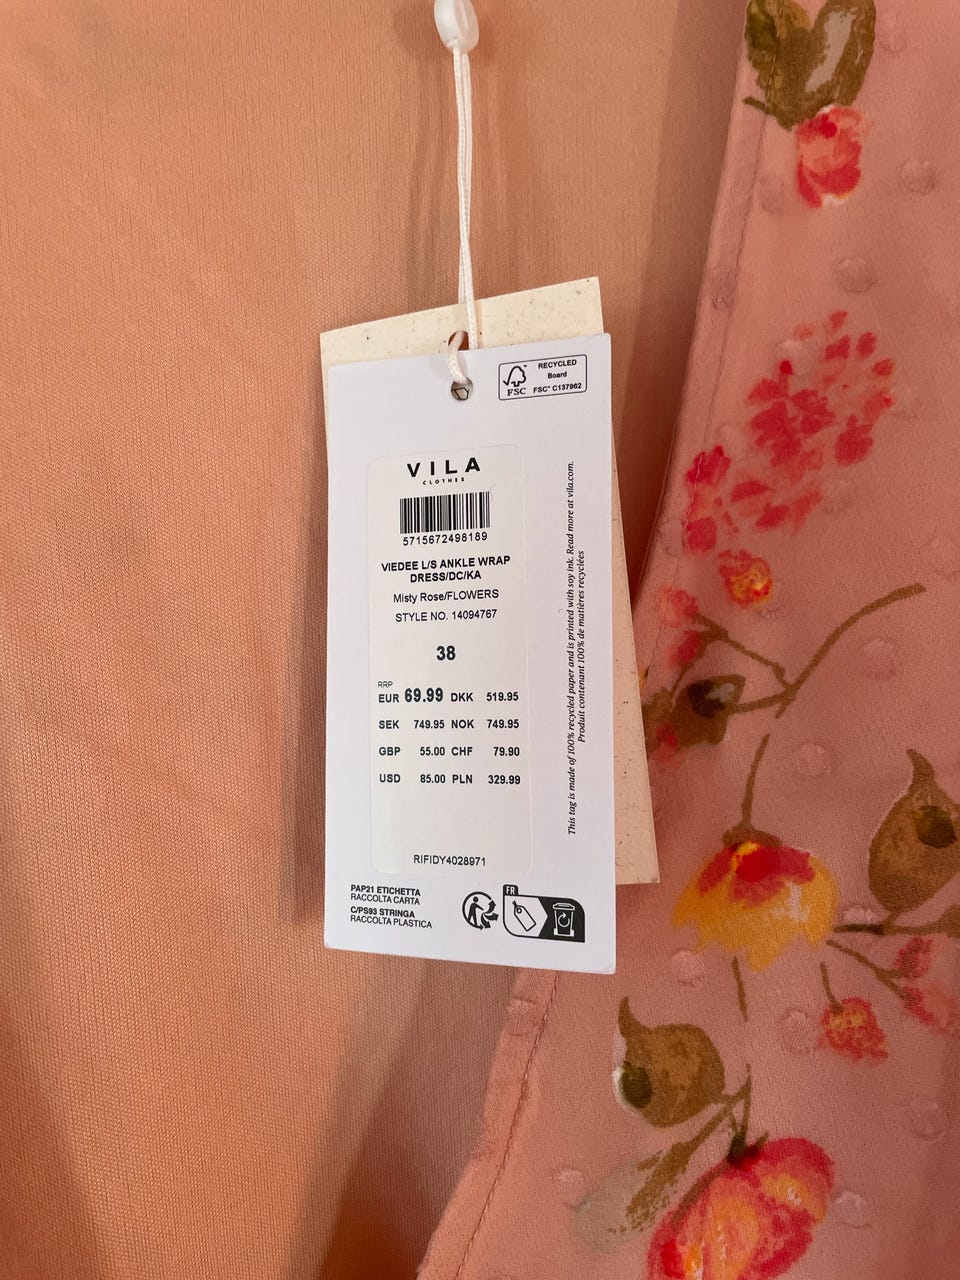 RECYCLED
Board
FSC™ C137962
FSC™
VILA
CLOTHES
5715672498189
VIEDEE L/S ANKLE WRAP
DRESS/DC/KA
Misty Rose/FLOWERS
STYLE NO. 14094767
38
RRP
EUR 69.99 DKK 519.95
SEK 749.95 NOK 749.95
GBP 55.00 CHF 79.90
USD 85.00 PLN 329.99
RIFIDY4028971
This tag is made of 100% recycled paper and is printed with soy ink. Read more at vila.com.
Produit contenant 100% de matières recyclées
PAP21 ETICHETTA
RACCOLTA CARTA
C/PS93 STRINGA
RACCOLTA PLASTICA
FR